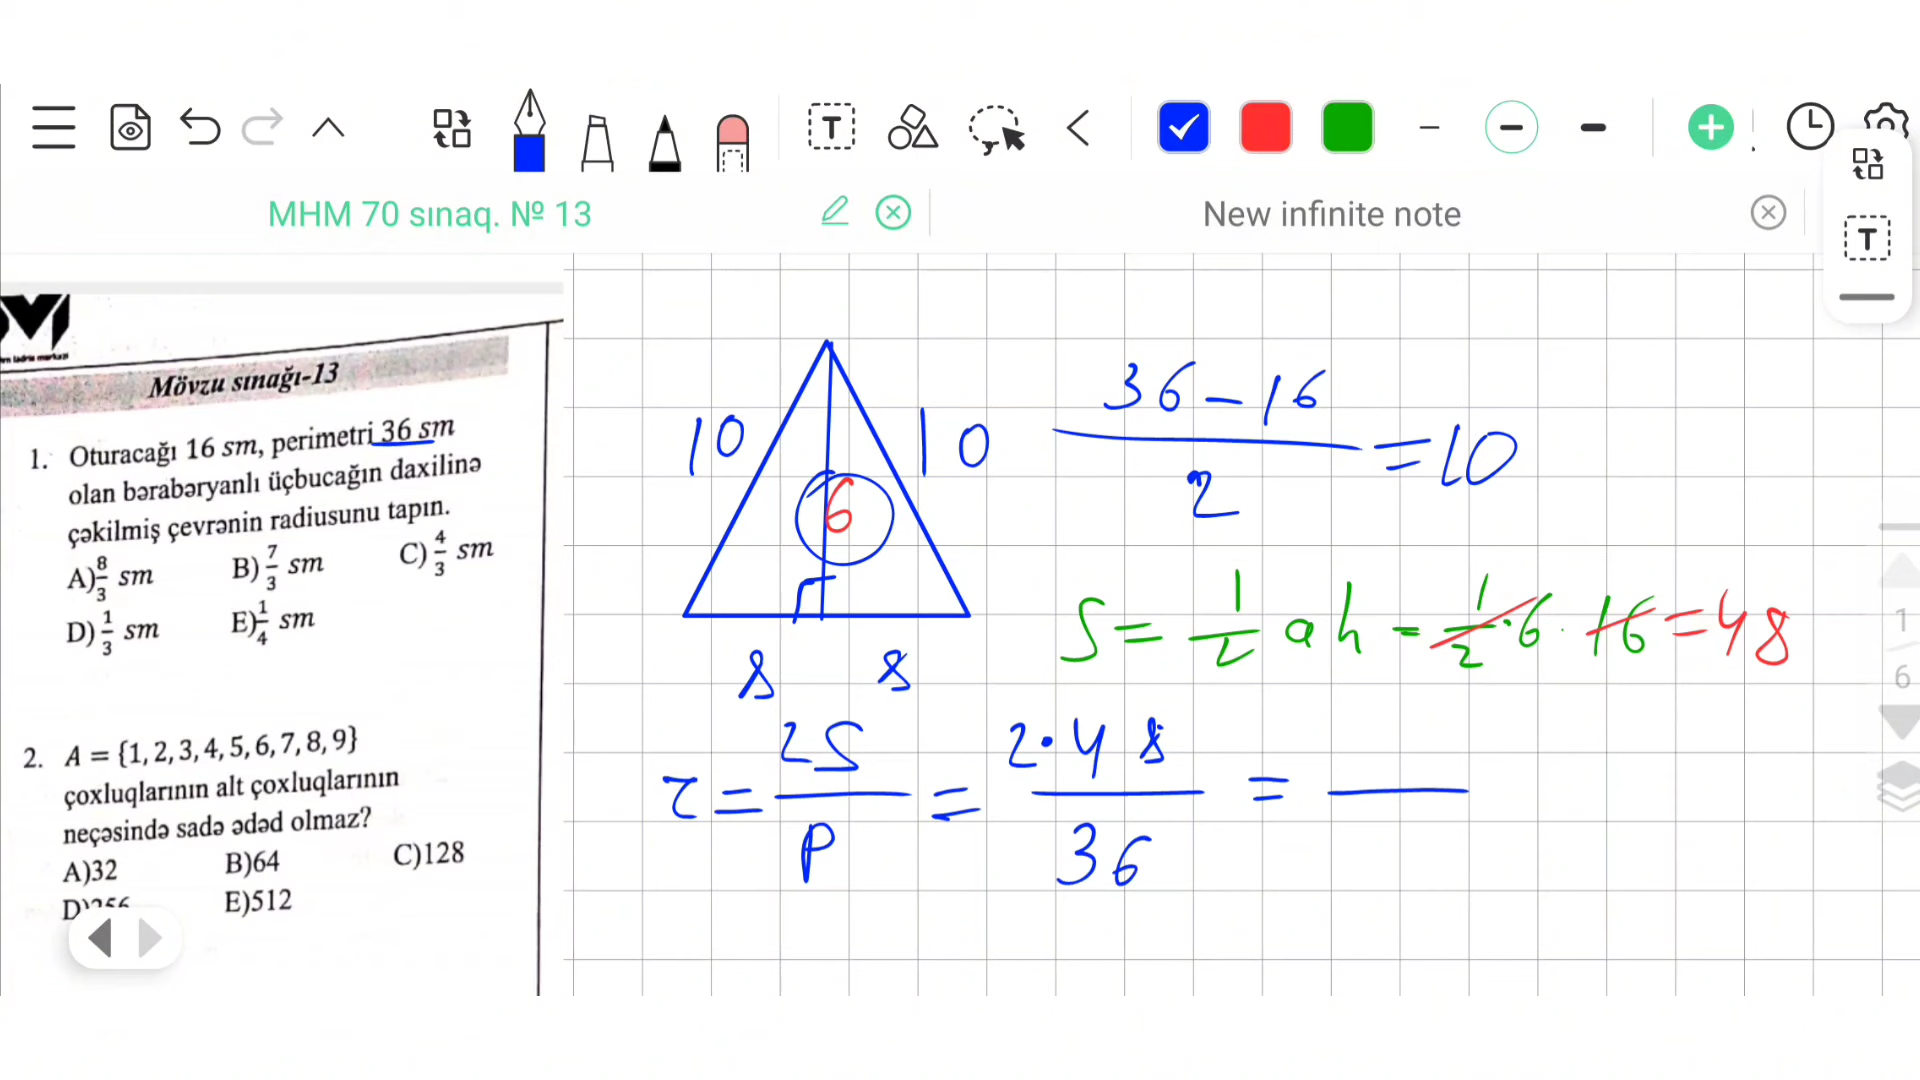 MHM 70 sınaq. № 13
New infinite note
Mövzu sınağı-13
1. Oturacağı 16 sm, perimetri 36 sm
olan bərabəryanlı üçbucağın daxilinə
çəkilmiş çevrənin radiusunu tapın.
A) 8/3 sm B) 7/3 sm C) 4/3 sm
D) 1/3 sm E) 1/4 sm
2. A = {1, 2, 3, 4, 5, 6, 7, 8, 9}
çoxluqlarının alt çoxluqlarının
neçəsində sadə ədəd olmaz?
A)32 B)64 C)128
D)256 E)512
10 10
6
8 8
36 - 16 / 2 = 10
S = 1/2 ah = 1/2 · 6 · 16 = 48
r = 2S / P = 2·48 / 36 =
1
6